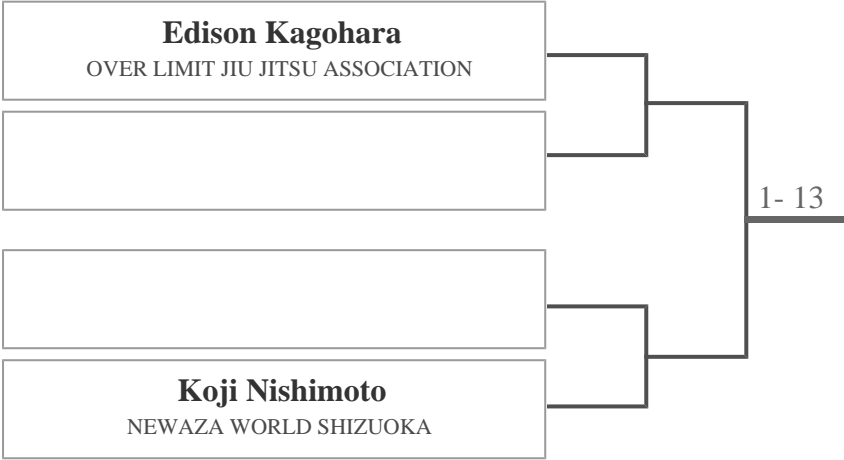 Edison Kagohara
OVER LIMIT JIU JITSU ASSOCIATION
1- 13
Koji Nishimoto
NEWAZA WORLD SHIZUOKA